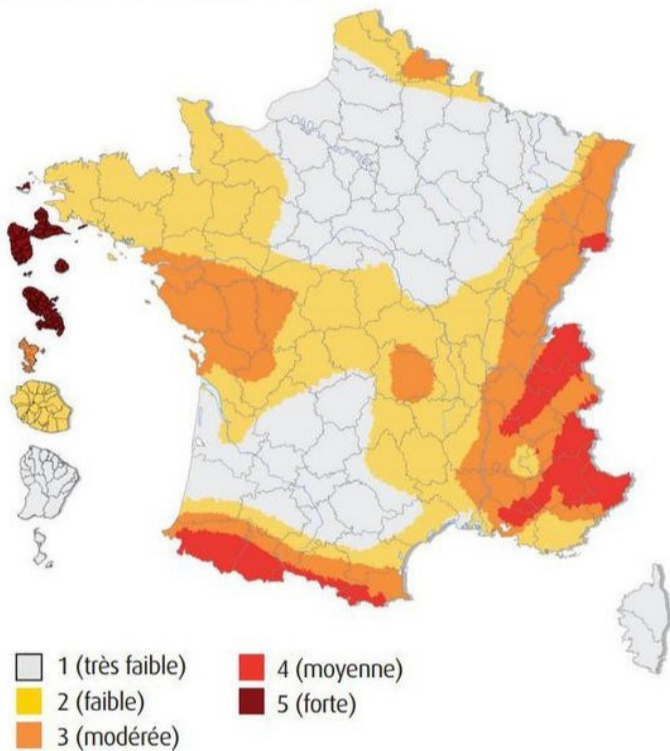 1 (très faible)
2 (faible)
3 (modérée)
4 (moyenne)
5 (forte)